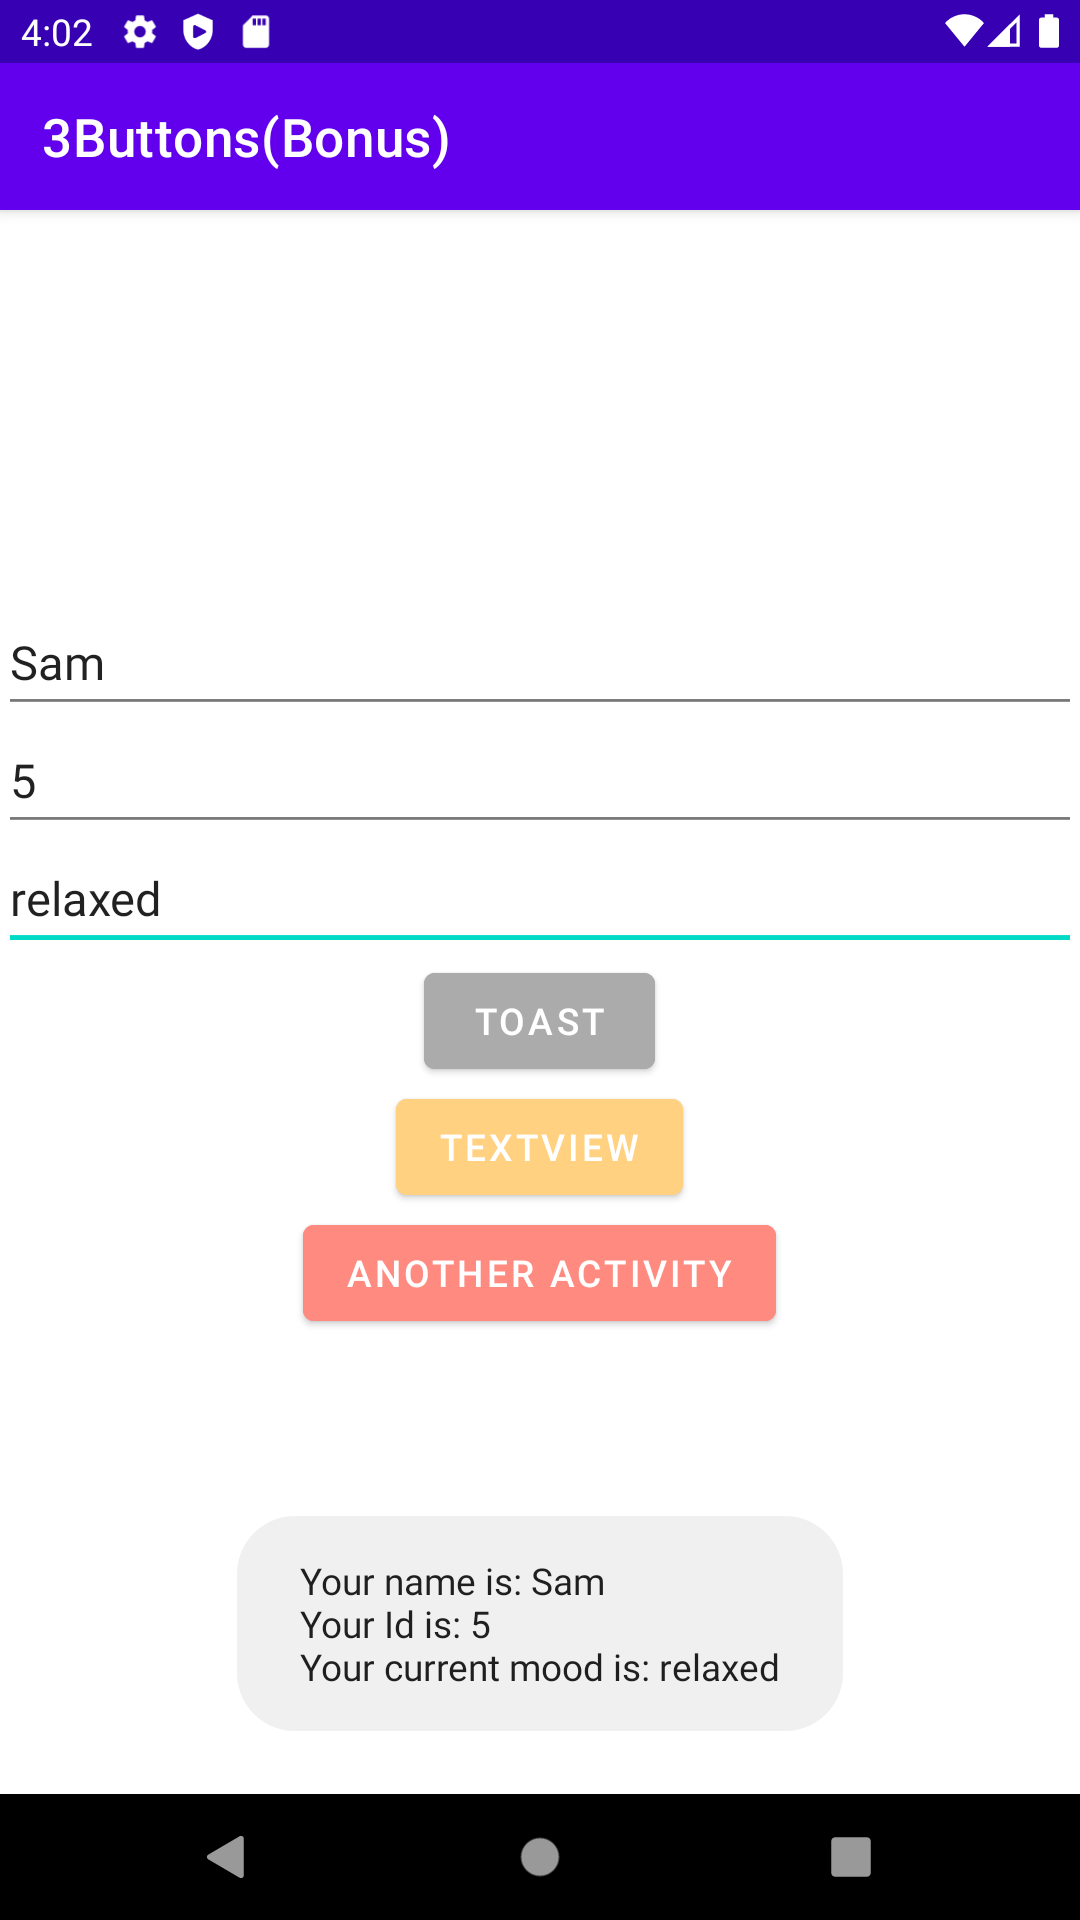 4:02
3Buttons(Bonus)
Sam
5
relaxed
TOAST
TEXTVIEW
ANOTHER ACTIVITY
Your name is: Sam
Your Id is: 5
Your current mood is: relaxed